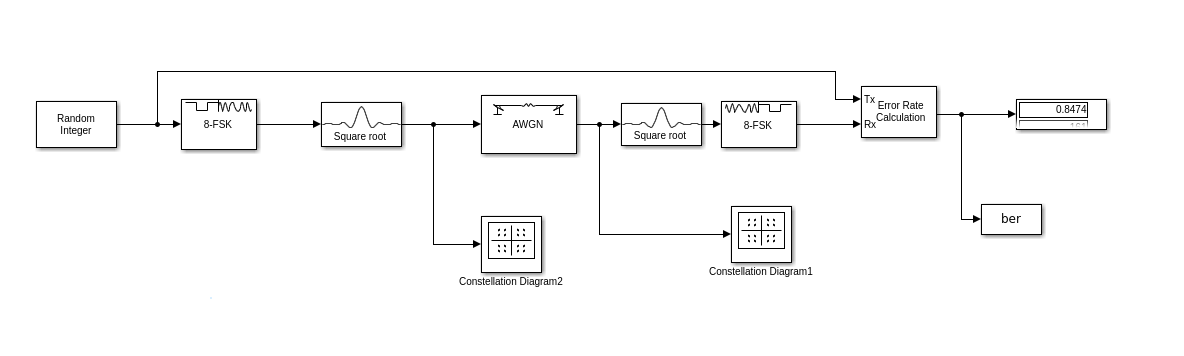 Random
Integer
8-FSK
Square root
AWGN
Square root
8-FSK
Tx
Rx
Error Rate
Calculation
0.8474
ber
Constellation Diagram2
Constellation Diagram1